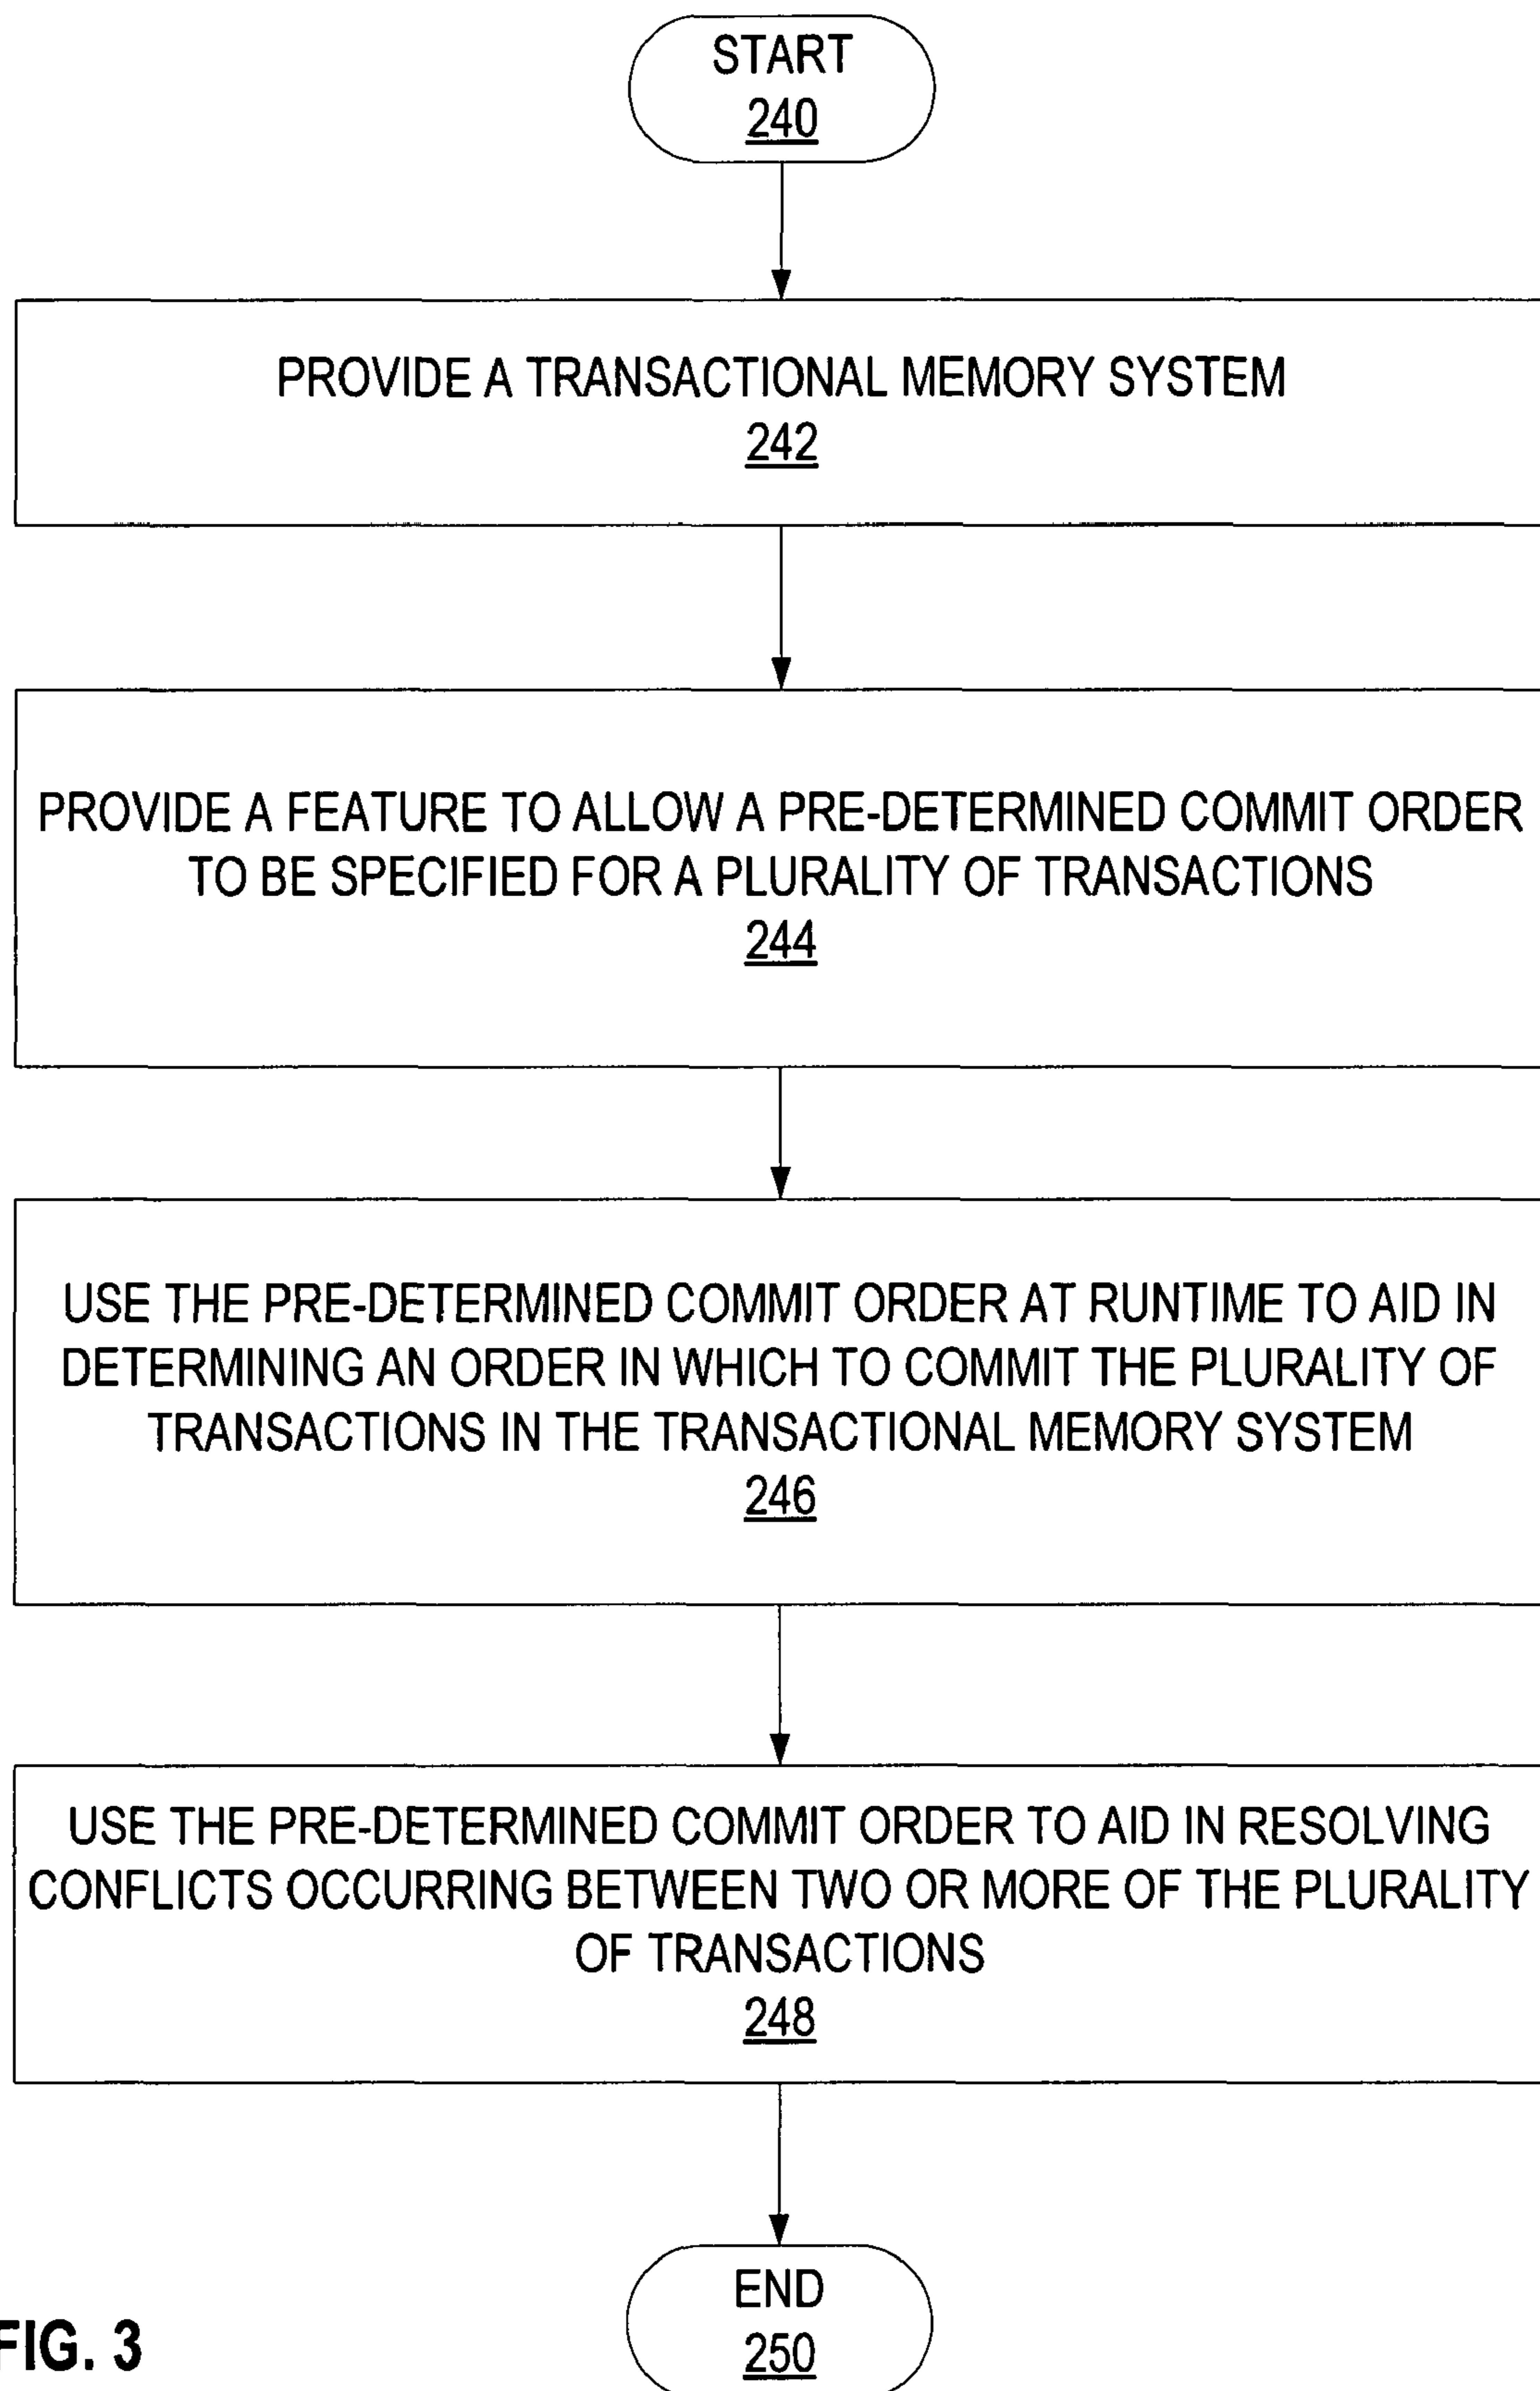 START
240
PROVIDE A TRANSACTIONAL MEMORY SYSTEM
242
PROVIDE A FEATURE TO ALLOW A PRE-DETERMINED COMMIT ORDER
TO BE SPECIFIED FOR A PLURALITY OF TRANSACTIONS
244
USE THE PRE-DETERMINED COMMIT ORDER AT RUNTIME TO AID IN
DETERMINING AN ORDER IN WHICH TO COMMIT THE PLURALITY OF
TRANSACTIONS IN THE TRANSACTIONAL MEMORY SYSTEM
246
USE THE PRE-DETERMINED COMMIT ORDER TO AID IN RESOLVING
CONFLICTS OCCURRING BETWEEN TWO OR MORE OF THE PLURALITY
OF TRANSACTIONS
248
END
250
FIG. 3